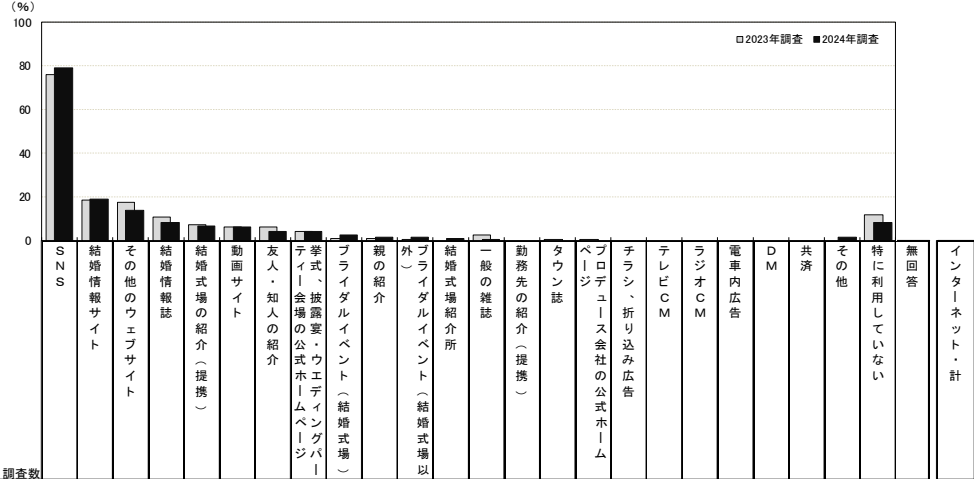 （%）
100
80
60
40
20
0
□2023年調査 ■2024年調査
SNS
結婚情報サイト
その他のウェブサイト
結婚情報誌
結婚式場の紹介（提携）
動画サイト
友人・知人の紹介
挙式、披露宴・ウエディングパー
ティー会場の公式ホームページ
ブライダルイベント（結婚式場）
親の紹介
ブライダルイベント（結婚式場以
外）
結婚式場紹介所
一般の雑誌
勤務先の紹介（提携）
タウン誌
プロデュース会社の公式ホーム
ページ
チラシ、折り込み広告
テレビCM
ラジオCM
電車内広告
DM
共済
その他
特に利用していない
無回答
インターネット・計
調査数